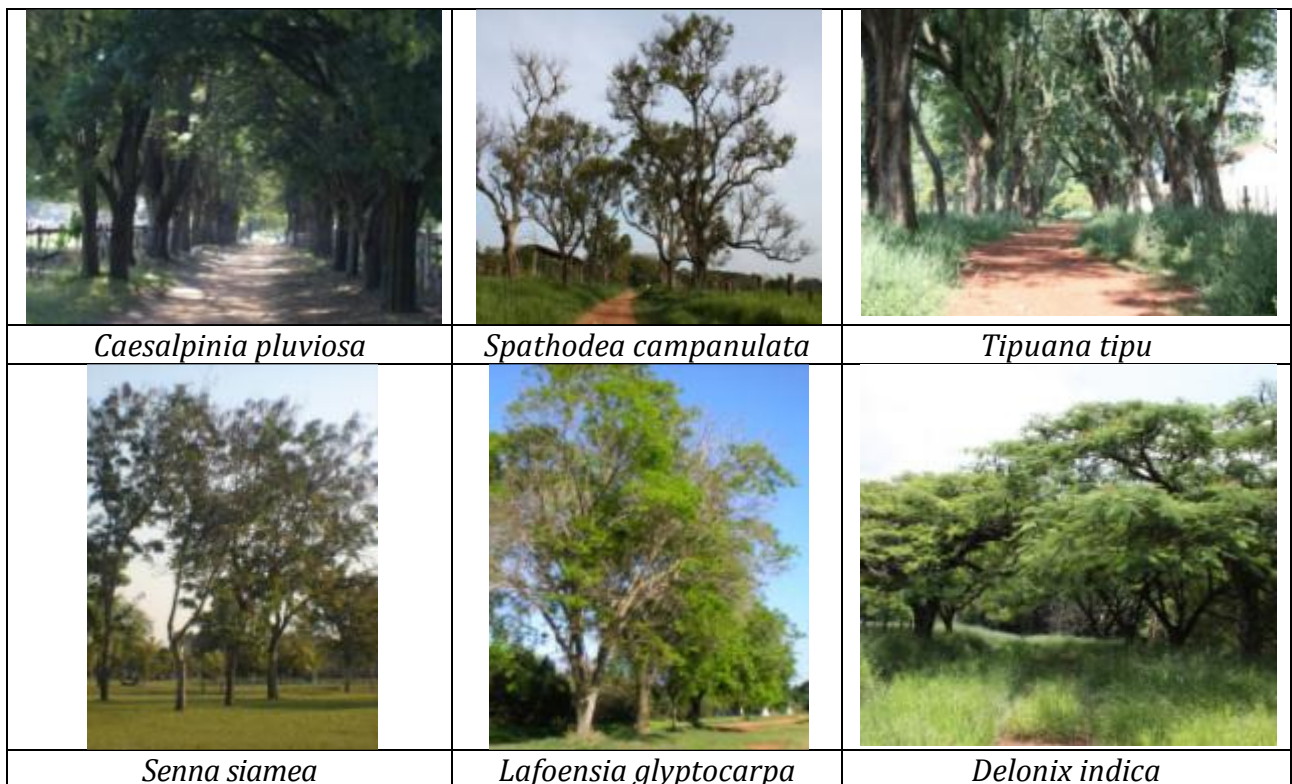 Caesalpinia pluviosa
Spathodea campanulata
Tipuana tipu
Senna siamea
Lafoensia glyptocarpa
Delonix indica